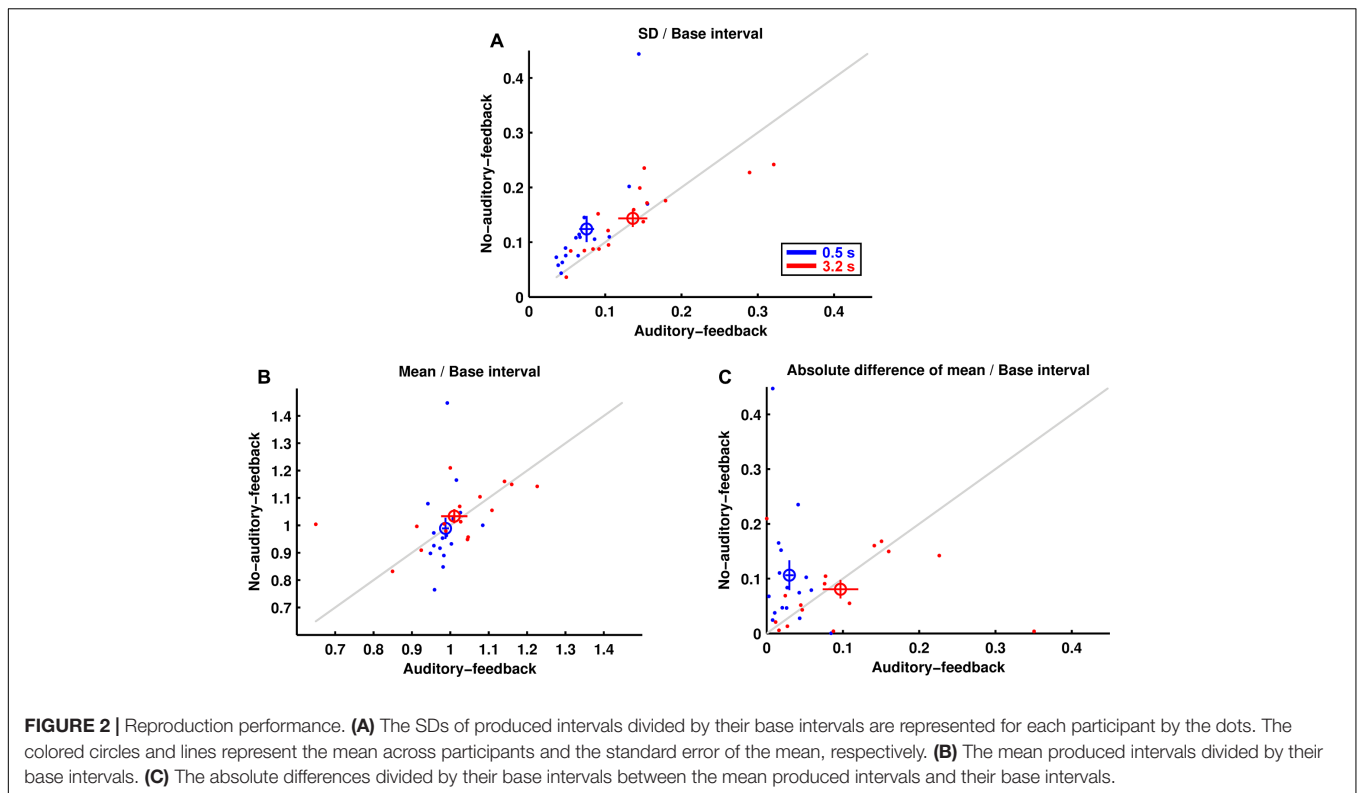 A
SD / Base interval
No−auditory−feedback
0.4
0.3
0.2
0.1
0
0 0.1 0.2 0.3 0.4
Auditory−feedback
0.5 s
3.2 s
B
Mean / Base interval
No−auditory−feedback
1.4
1.3
1.2
1.1
1
0.9
0.8
0.7
0.7 0.8 0.9 1 1.1 1.2 1.3 1.4
Auditory−feedback
C
Absolute difference of mean / Base interval
No−auditory−feedback
0.4
0.3
0.2
0.1
0
0 0.1 0.2 0.3 0.4
Auditory−feedback
FIGURE 2 | Reproduction performance. (A) The SDs of produced intervals divided by their base intervals are represented for each participant by the dots. The
colored circles and lines represent the mean across participants and the standard error of the mean, respectively. (B) The mean produced intervals divided by their
base intervals. (C) The absolute differences divided by their base intervals between the mean produced intervals and their base intervals.